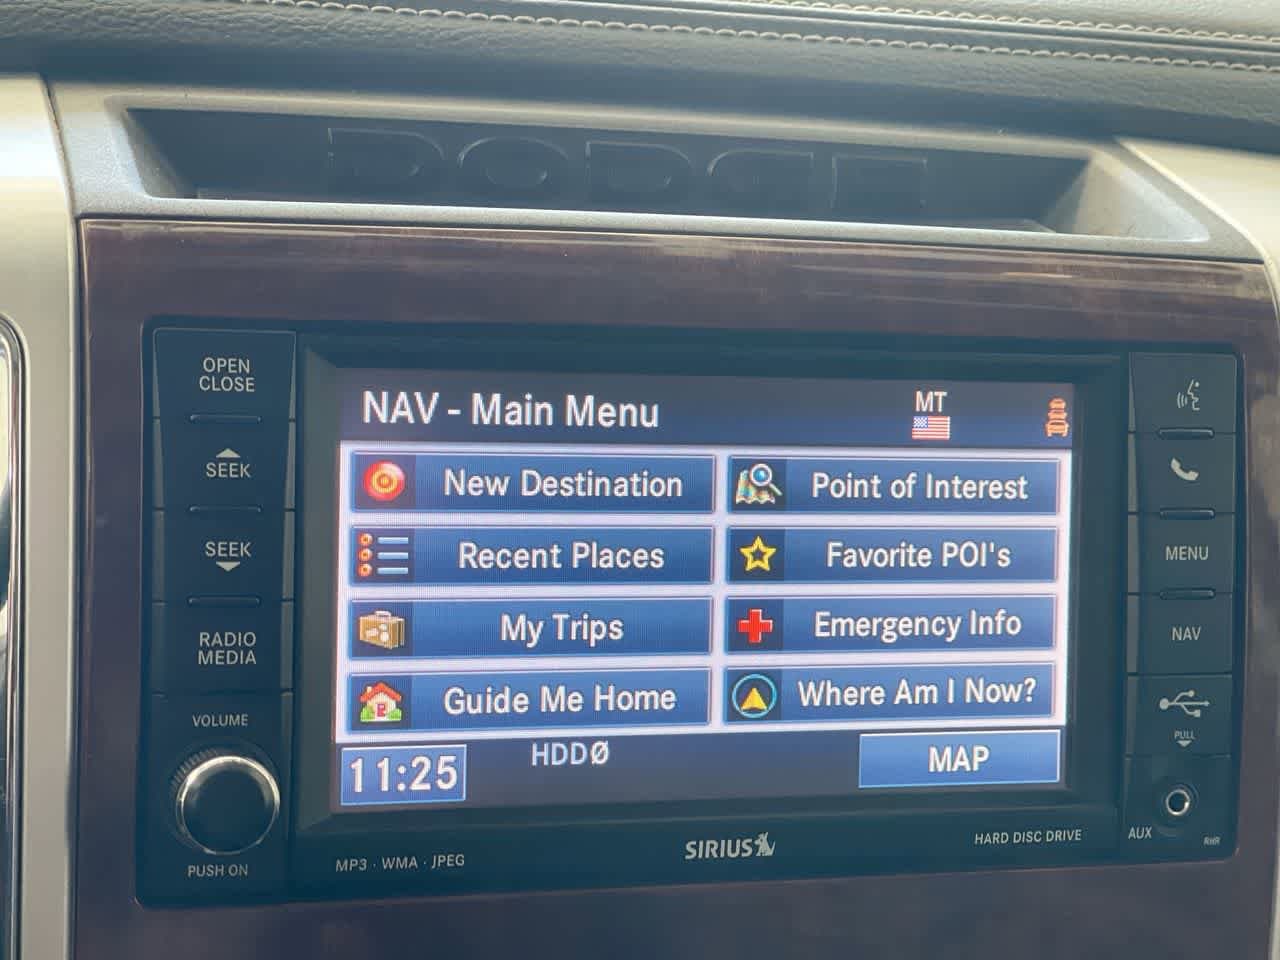 DODGE
OPEN
CLOSE
SEEK
SEEK
RADIO
MEDIA
VOLUME
PUSH ON
NAV - Main Menu
MT
New Destination
Point of Interest
Recent Places
Favorite POI's
My Trips
Emergency Info
Guide Me Home
Where Am I Now?
11:25
HDDØ
MAP
MP3 · WMA · JPEG
SIRIUS
HARD DISC DRIVE
MENU
NAV
PULL
AUX
RHR